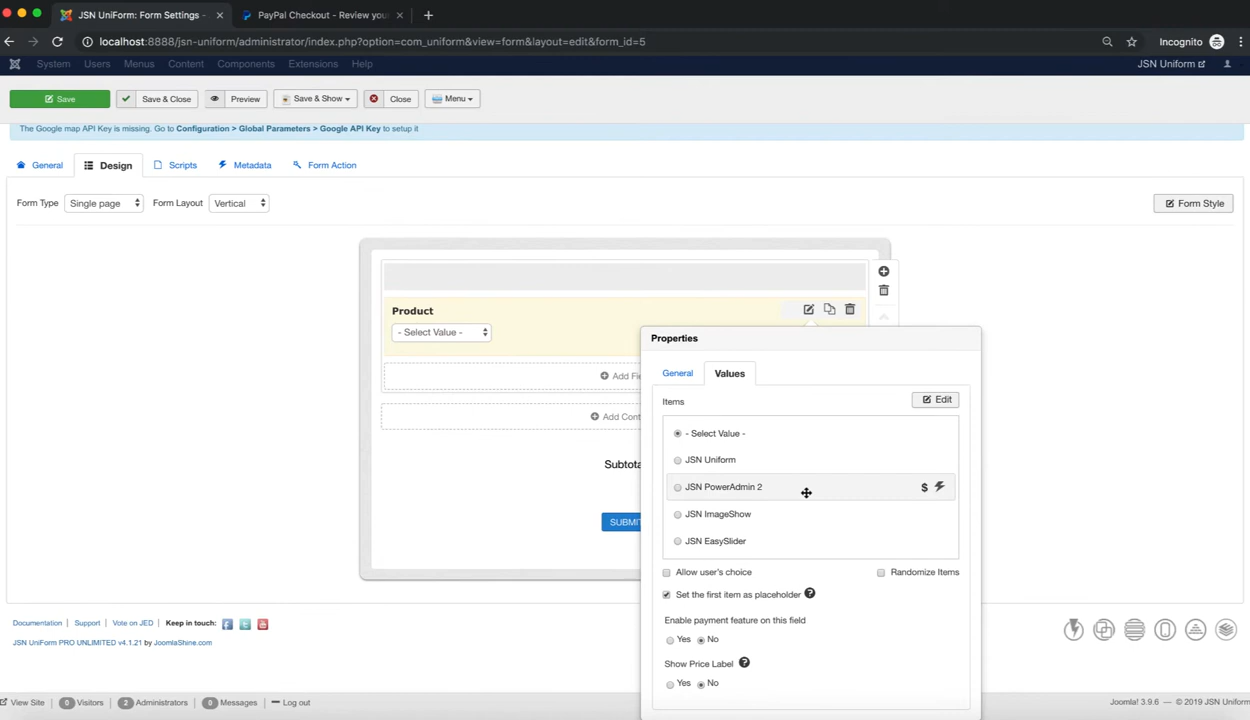 JSN UniForm: Form Settings -
PayPal Checkout - Review your
localhost:8888/jsn-uniform/administrator/index.php?option=com_uniform&view=form&layout=edit&form_id=5
Incognito
System Users Menus Content Components Extensions Help
JSN Uniform
Save
Save & Close
Preview
Save & Show
Close
Menu
The Google map API Key is missing. Go to Configuration > Global Parameters > Google API Key to setup it
General
Design
Scripts
Metadata
Form Action
Form Type
Single page
Form Layout
Vertical
Form Style
Product
- Select Value -
Properties
General
Values
Add Fie
Items
Edit
Add Cont
- Select Value -
JSN Uniform
Subtota
JSN PowerAdmin 2
$
JSN ImageShow
SUBMIT
JSN EasySlider
Allow user's choice
Randomize Items
Set the first item as placeholder ?
Enable payment feature on this field
Yes No
Show Price Label ?
Yes No
Documentation Support Vote on JED Keep in touch:
JSN UniForm PRO UNLIMITED v4.1.21 by JoomlaShine.com
View Site 0 Visitors 2 Administrators 0 Messages Log out
Joomla! 3.9.6 — © 2019 JSN Uniform